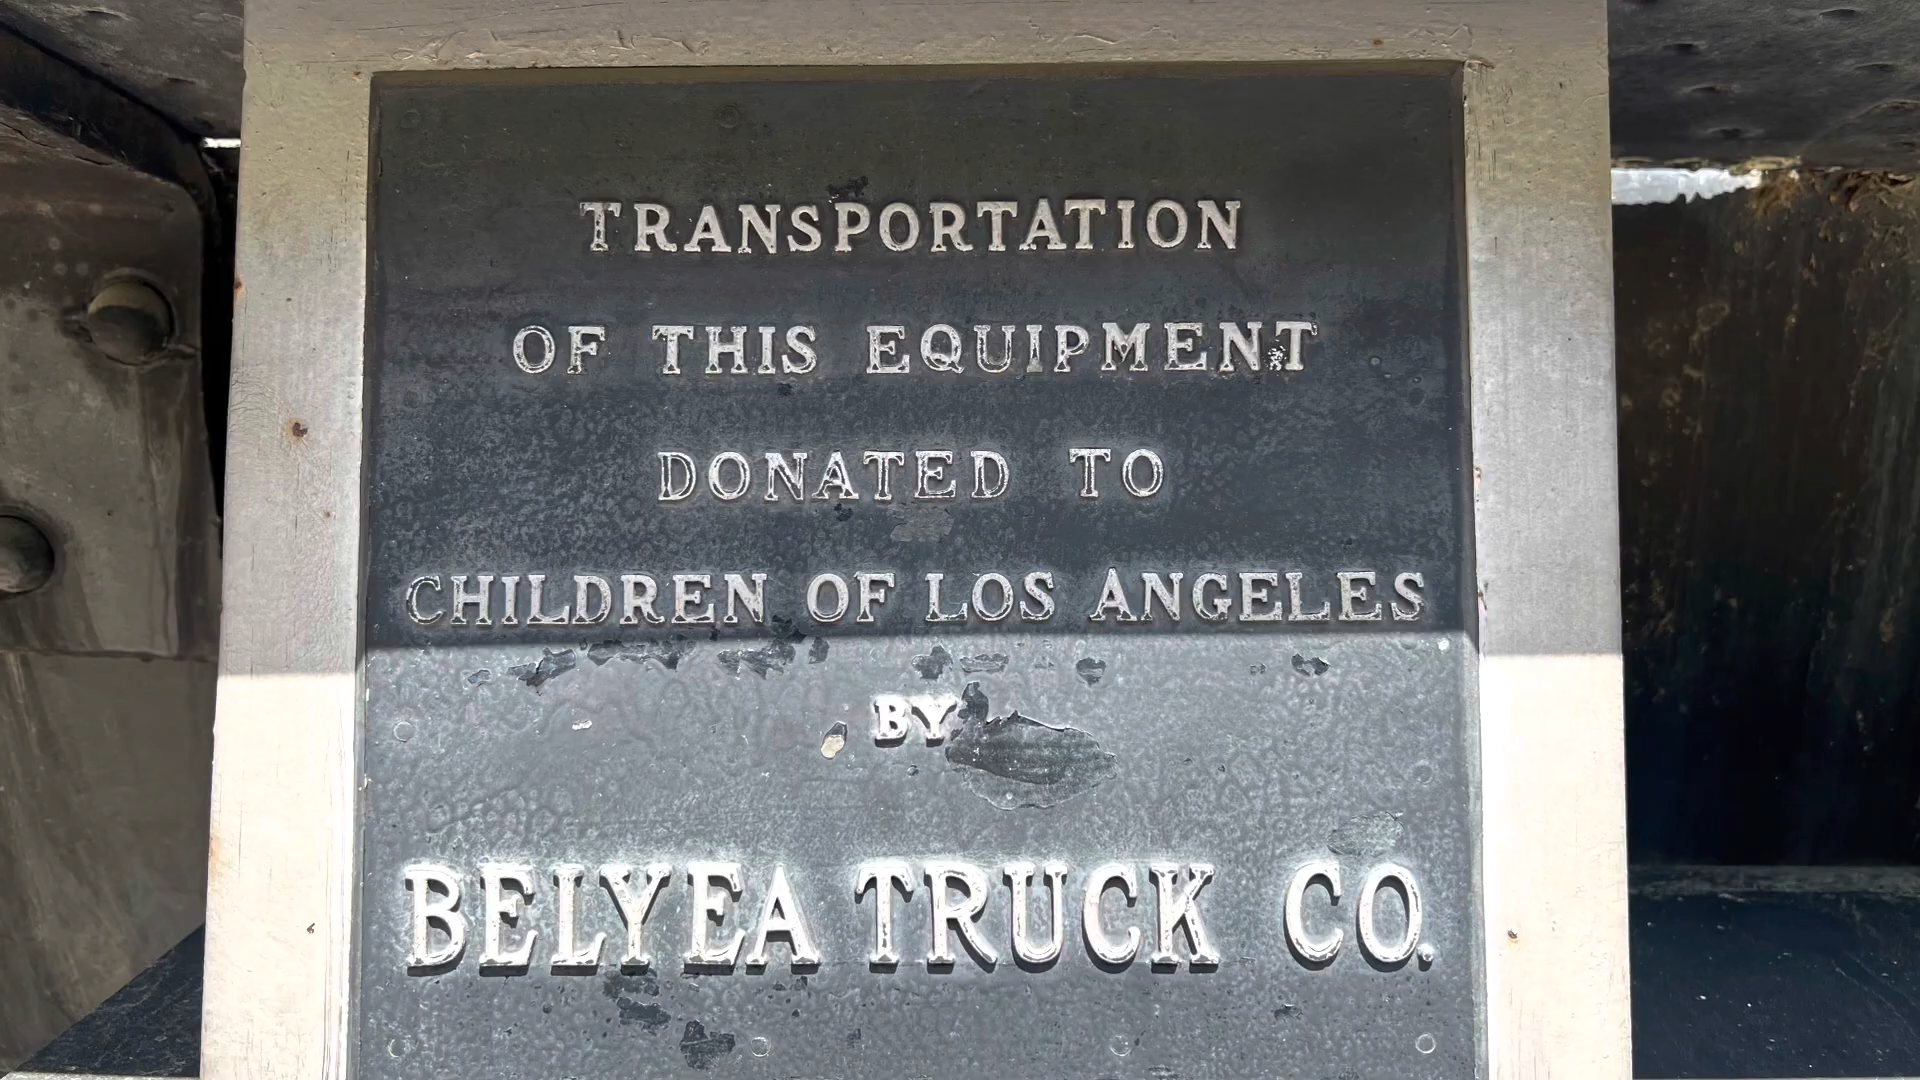 TRANSPORTATION
OF THIS EQUIPMENT
DONATED TO
CHILDREN OF LOS ANGELES
BY
BELYEA TRUCK CO.